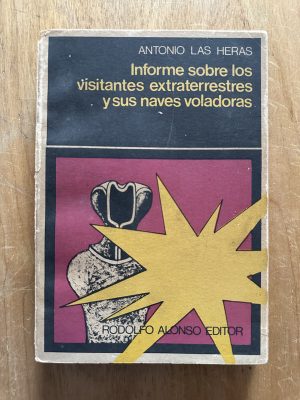 ANTONIO LAS HERAS
Informe sobre los
visitantes extraterrestres
y sus naves voladoras
RODOLFO ALONSO EDITOR